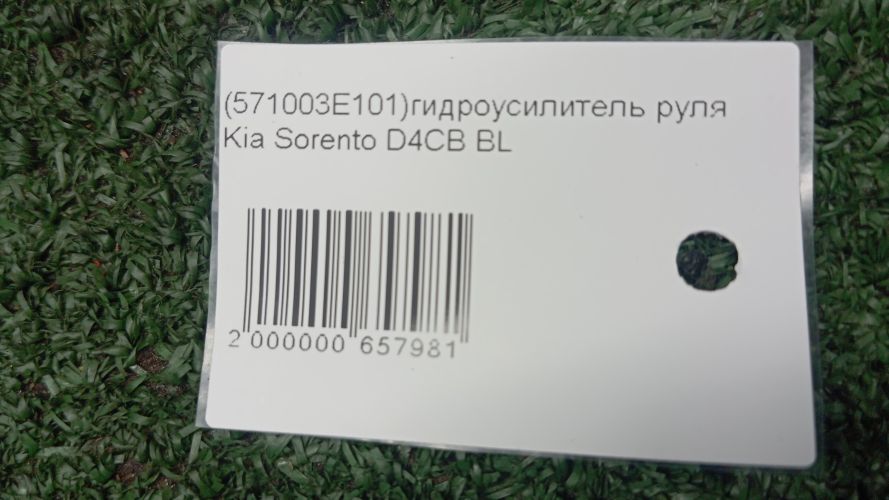 (571003E101)гидроусилитель руля
Kia Sorento D4CB BL
2 000000 657981